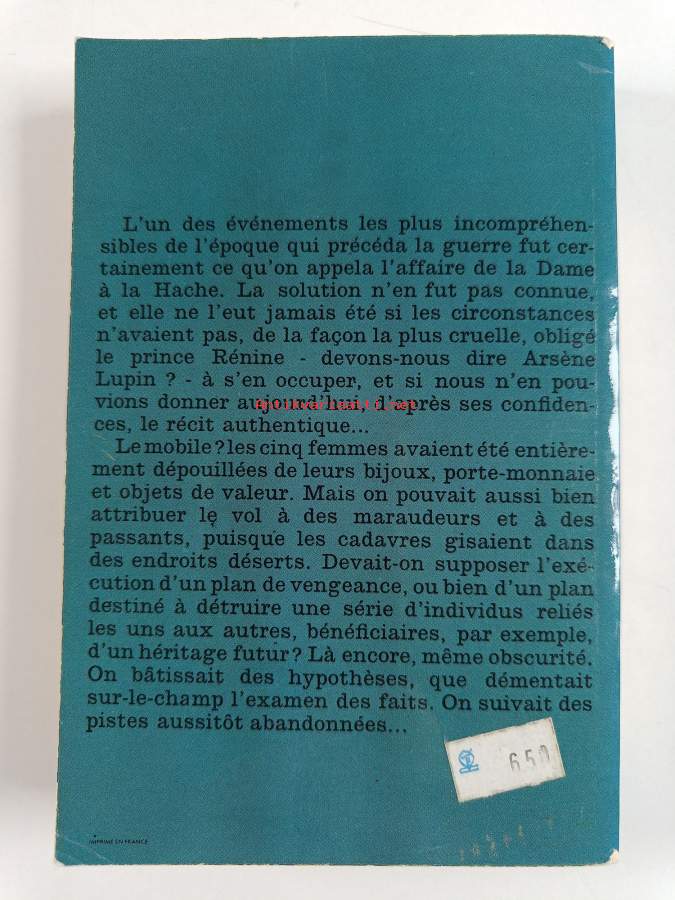 L'un des événements les plus incompréhen-
sibles de l'époque qui précéda la guerre fut cer-
tainement ce qu'on appela l'affaire de la Dame
à la Hache. La solution n'en fut pas connue,
et elle ne l'eut jamais été si les circonstances
n'avaient pas, de la façon la plus cruelle, obligé
le prince Rénine - devons-nous dire Arsène
Lupin ? - à s'en occuper, et si nous n'en pou-
vions donner aujourd'hui, d'après ses confiden-
Antikvariaatti.net
ces, le récit authentique...
Le mobile ? les cinq femmes avaient été entière-
ment dépouillées de leurs bijoux, porte-monnaie
et objets de valeur. Mais on pouvait aussi bien
attribuer le vol à des maraudeurs et à des
passants, puisque les cadavres gisaient dans
des endroits déserts. Devait-on supposer l'exé-
cution d'un plan de vengeance, ou bien d'un plan
destiné à détruire une série d'individus reliés
les uns aux autres, bénéficiaires, par exemple,
d'un héritage futur ? Là encore, même obscurité.
On bâtissait des hypothèses, que démentait
sur-le-champ l'examen des faits. On suivait des
pistes aussitôt abandonnées...
650
IMPRIMÉ EN FRANCE